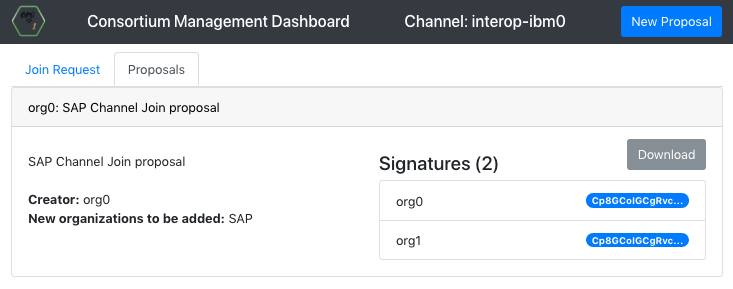 Consortium Management Dashboard
Channel: interop-ibm0
New Proposal
Join Request
Proposals
org0: SAP Channel Join proposal
SAP Channel Join proposal
Creator: org0
New organizations to be added: SAP
Signatures (2)
Download
org0
Cp8GColGCgRvc...
org1
Cp8GColGCgRvc...